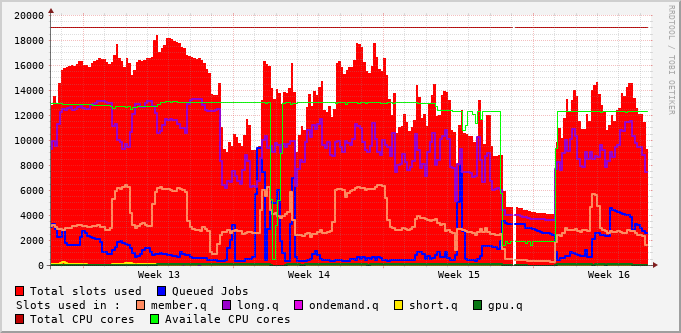 RRDTOOL / TOBI OETIKER
20000
18000
16000
14000
12000
10000
8000
6000
4000
2000
0
Week 13 Week 14 Week 15 Week 16
Total slots used Queued Jobs
Slots used in : member.q long.q ondemand.q short.q gpu.q
Total CPU cores Availale CPU cores